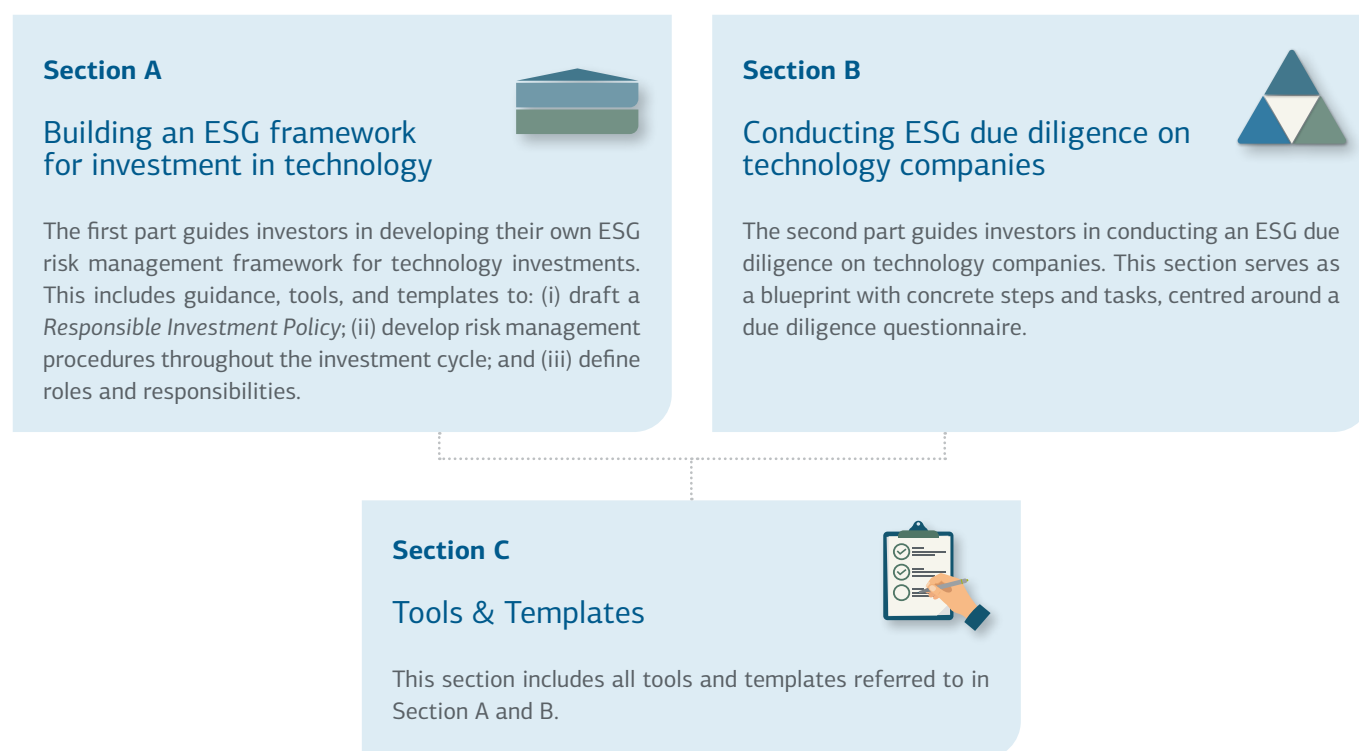 Section A
Building an ESG framework
for investment in technology
The first part guides investors in developing their own ESG
risk management framework for technology investments.
This includes guidance, tools, and templates to: (i) draft a
Responsible Investment Policy; (ii) develop risk management
procedures throughout the investment cycle; and (iii) define
roles and responsibilities.
Section B
Conducting ESG due diligence on
technology companies
The second part guides investors in conducting an ESG due
diligence on technology companies. This section serves as
a blueprint with concrete steps and tasks, centred around a
due diligence questionnaire.
Section C
Tools & Templates
This section includes all tools and templates referred to in
Section A and B.